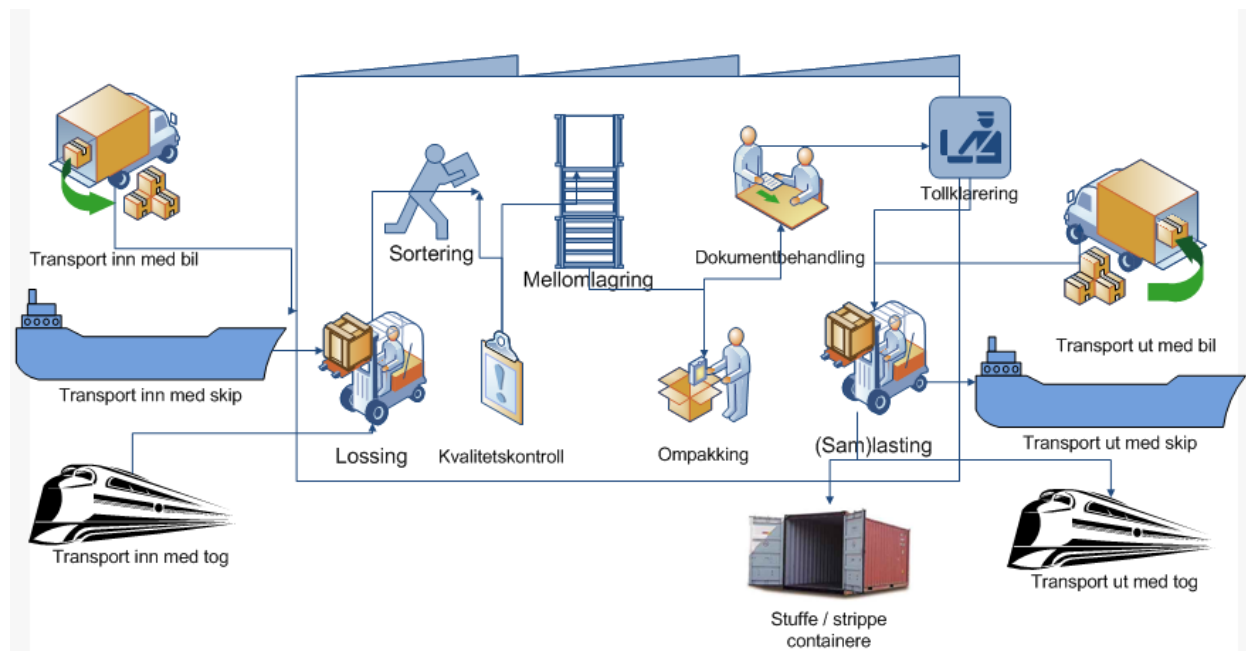 Transport inn med bil
Transport inn med skip
Transport inn med tog
Lossing
Sortering
Kvalitetskontroll
Mellomlagring
Ompakking
Dokumentbehandling
Tollklarering
(Sam)lasting
Stuffe / strippe
containere
Transport ut med bil
Transport ut med skip
Transport ut med tog